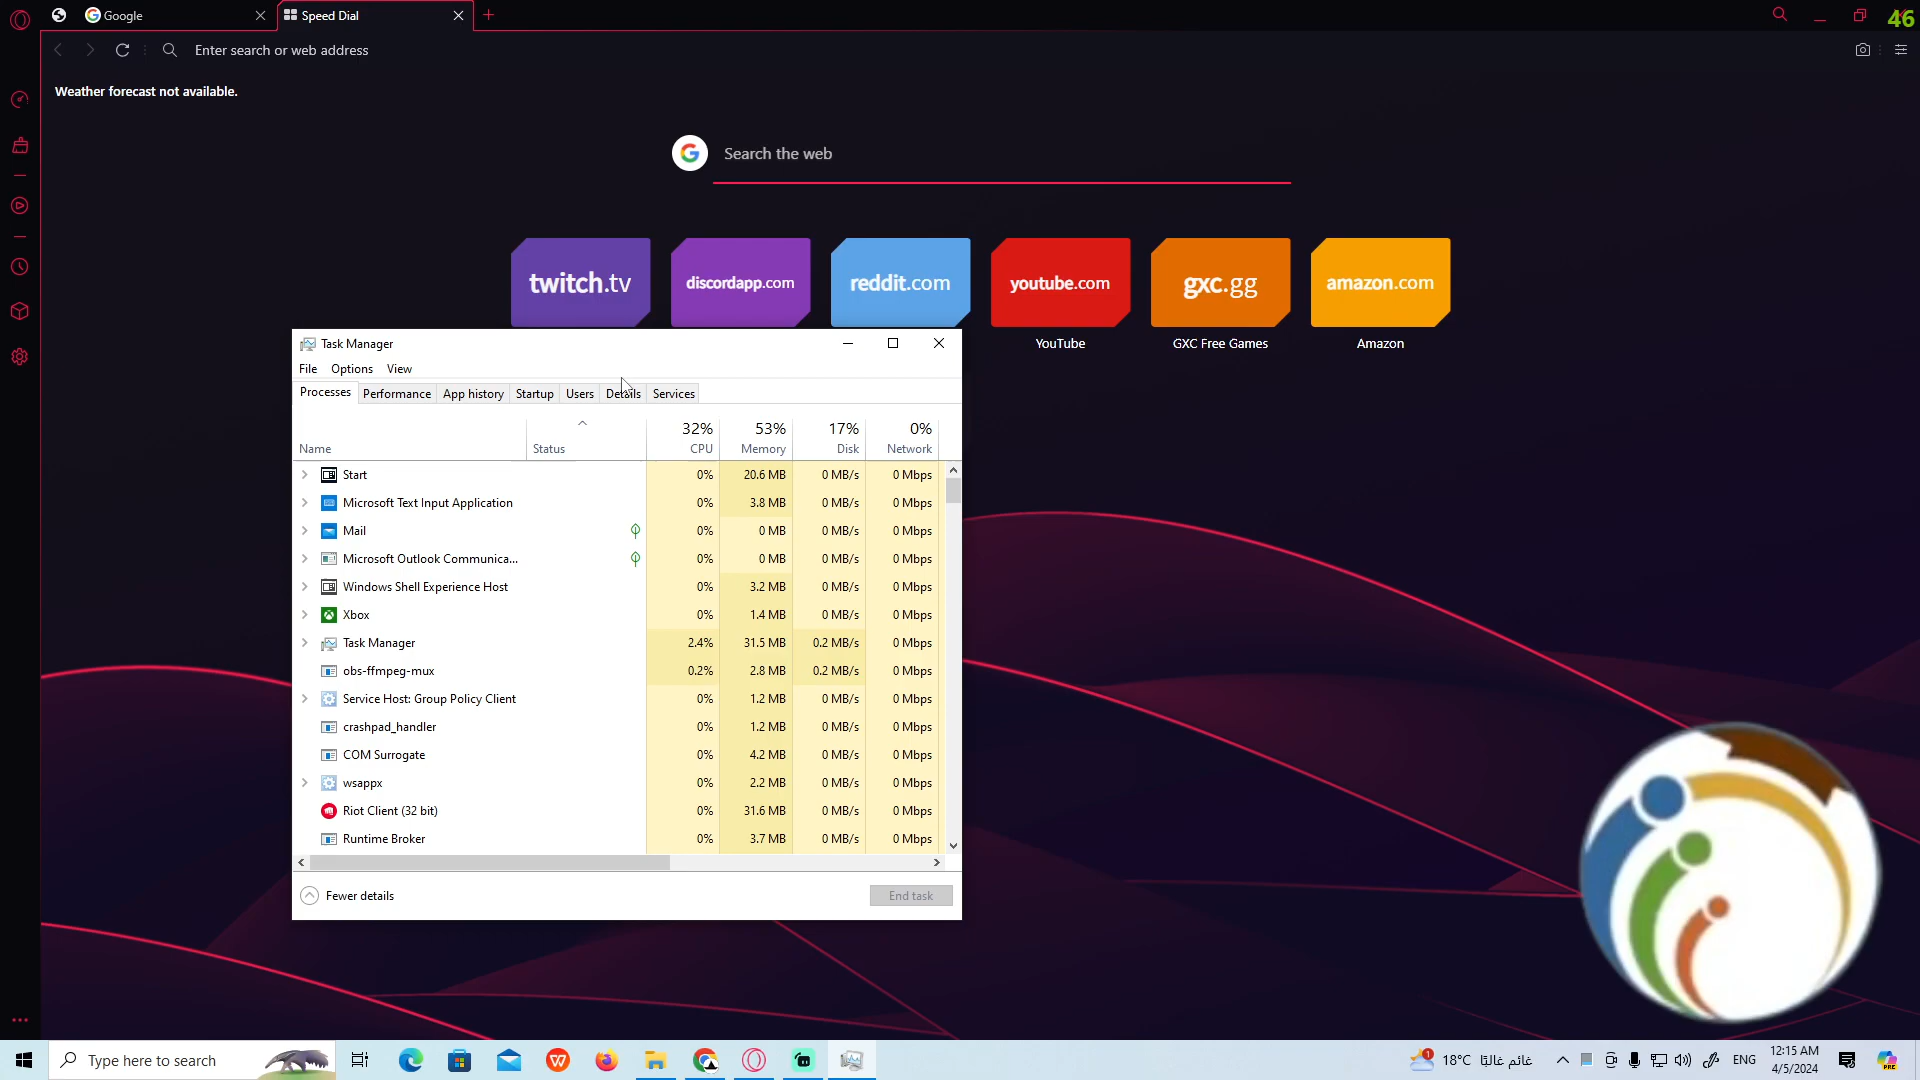 Google
Speed Dial
46
Enter search or web address
Weather forecast not available.
Search the web
twitch.tv
discordapp.com
reddit.com
youtube.com
gxc.gg
amazon.com
YouTube
GXC Free Games
Amazon
Task Manager
File Options View
Processes Performance App history Startup Users Details Services
32% 53% 17% 0%
Name Status CPU Memory Disk Network
Start 0% 20.6 MB 0 MB/s 0 Mbps
Microsoft Text Input Application 0% 3.8 MB 0 MB/s 0 Mbps
Mail 0% 0 MB 0 MB/s 0 Mbps
Microsoft Outlook Communica... 0% 0 MB 0 MB/s 0 Mbps
Windows Shell Experience Host 0% 3.2 MB 0 MB/s 0 Mbps
Xbox 0% 1.4 MB 0 MB/s 0 Mbps
Task Manager 2.4% 31.5 MB 0.2 MB/s 0 Mbps
obs-ffmpeg-mux 0.2% 2.8 MB 0.2 MB/s 0 Mbps
Service Host: Group Policy Client 0% 1.2 MB 0 MB/s 0 Mbps
crashpad_handler 0% 1.2 MB 0 MB/s 0 Mbps
COM Surrogate 0% 4.2 MB 0 MB/s 0 Mbps
wsappx 0% 2.2 MB 0 MB/s 0 Mbps
Riot Client (32 bit) 0% 31.6 MB 0 MB/s 0 Mbps
Runtime Broker 0% 3.7 MB 0 MB/s 0 Mbps
Fewer details
End task
Type here to search
1
18°C غائم غالبًا
ENG
12:15 AM
4/5/2024
PRE